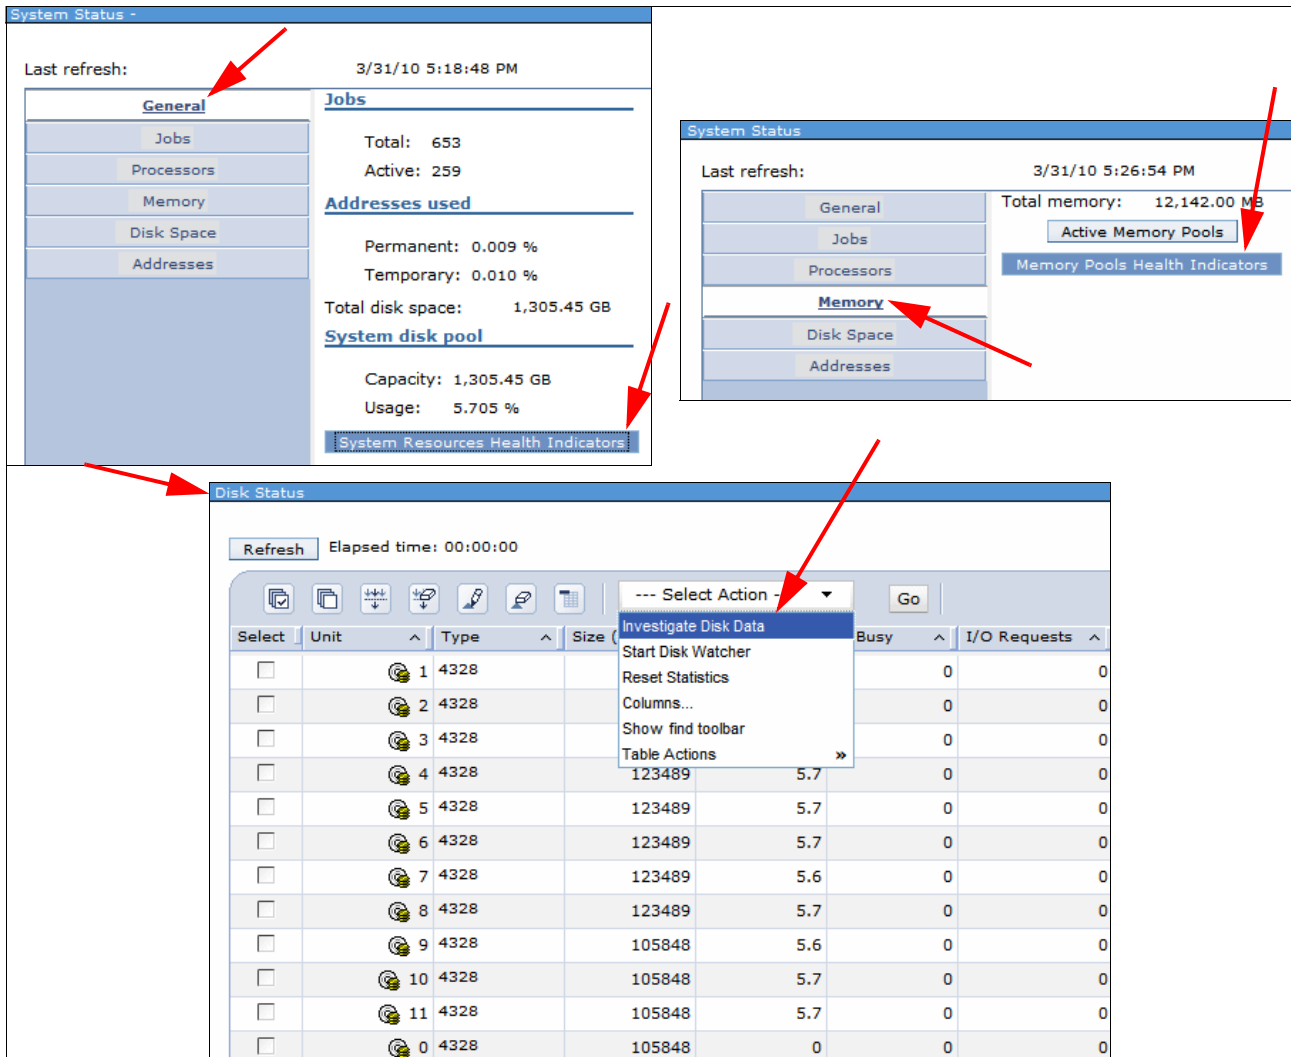 System Status -
Last refresh: 3/31/10 5:18:48 PM
General
Jobs
Processors
Memory
Disk Space
Addresses
Jobs
Total: 653
Active: 259
Addresses used
Permanent: 0.009 %
Temporary: 0.010 %
Total disk space: 1,305.45 GB
System disk pool
Capacity: 1,305.45 GB
Usage: 5.705 %
System Resources Health Indicators
System Status
Last refresh: 3/31/10 5:26:54 PM
General
Jobs
Processors
Memory
Disk Space
Addresses
Total memory: 12,142.00 MB
Active Memory Pools
Memory Pools Health Indicators
Disk Status
Refresh Elapsed time: 00:00:00
--- Select Action - Go
Select Unit Type Size ( Busy I/O Requests
Investigate Disk Data
Start Disk Watcher
Reset Statistics
Columns...
Show find toolbar
Table Actions »
1 4328 0 0
2 4328 0 0
3 4328 0 0
4 4328 123489 5.7 0 0
5 4328 123489 5.7 0 0
6 4328 123489 5.7 0 0
7 4328 123489 5.6 0 0
8 4328 123489 5.7 0 0
9 4328 105848 5.6 0 0
10 4328 105848 5.7 0 0
11 4328 105848 5.7 0 0
0 4328 105848 0 0 0